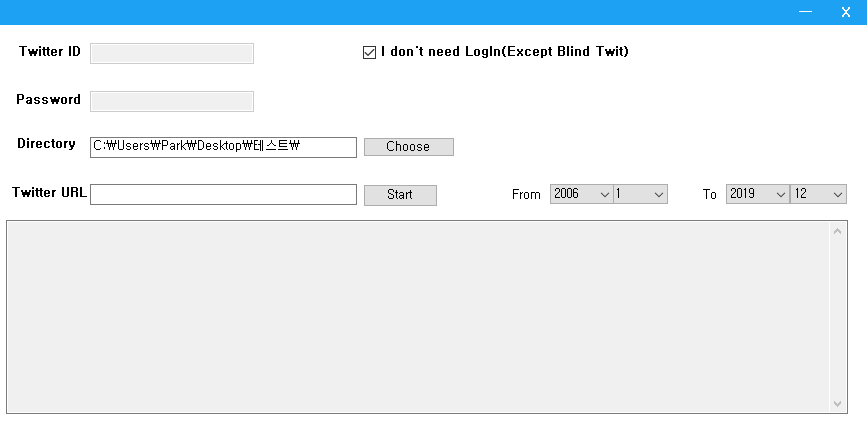 Twitter ID
I don't need LogIn(Except Blind Twit)
Password
Directory C:₩Users₩Park₩Desktop₩테스트₩ Choose
Twitter URL Start From 2006 1 To 2019 12